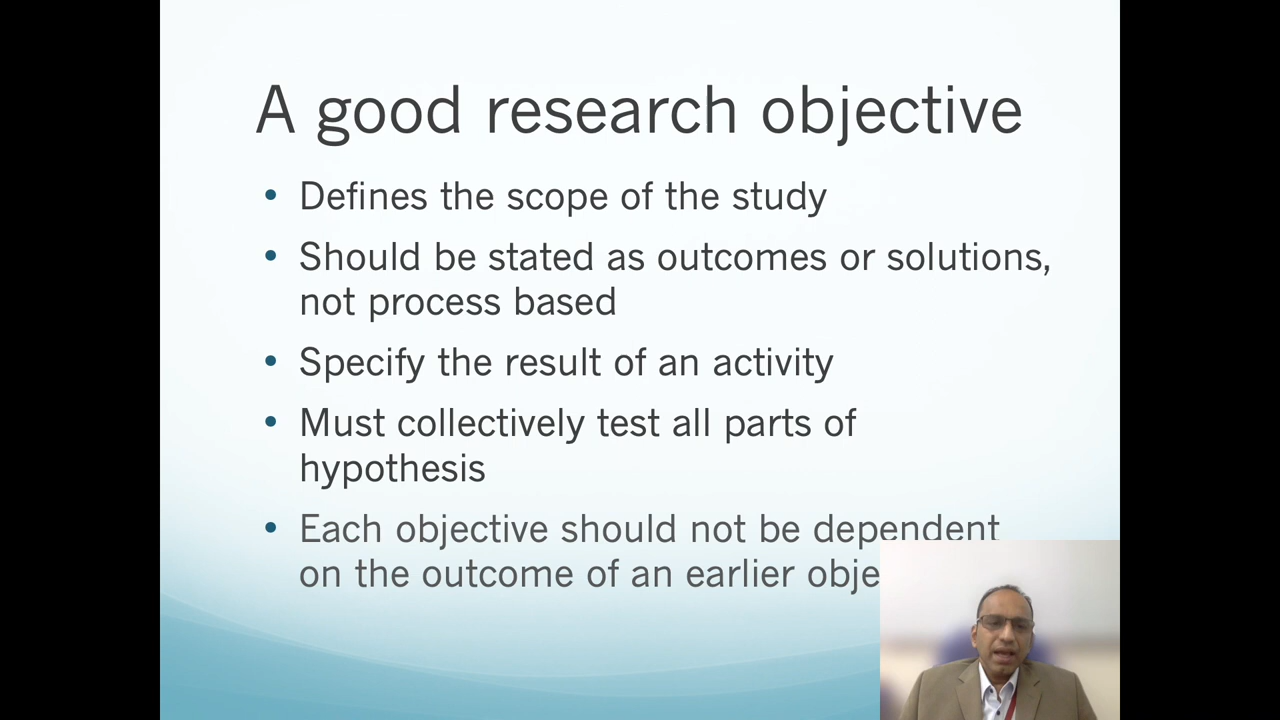 A good research objective
• Defines the scope of the study
• Should be stated as outcomes or solutions,
not process based
• Specify the result of an activity
• Must collectively test all parts of
hypothesis
• Each objective should not be dependent
on the outcome of an earlier